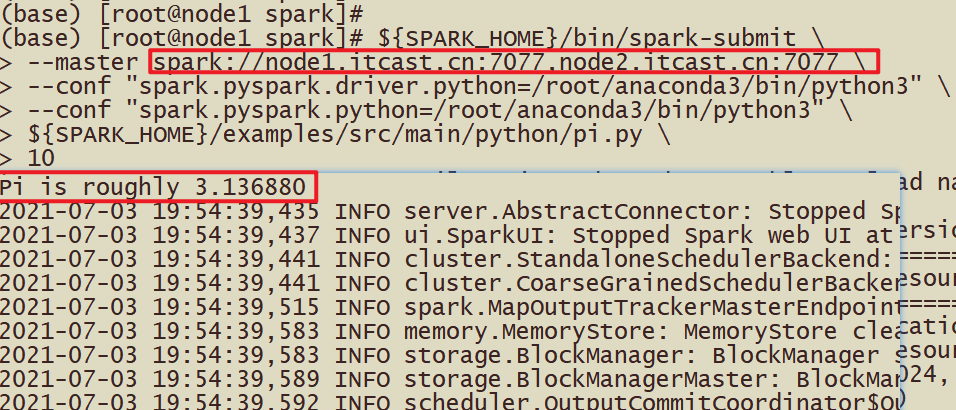 (base) [root@node1 spark]#
(base) [root@node1 spark]# ${SPARK_HOME}/bin/spark-submit \
> --master spark://node1.itcast.cn:7077,node2.itcast.cn:7077 \
> --conf "spark.pyspark.driver.python=/root/anaconda3/bin/python3" \
> --conf "spark.pyspark.python=/root/anaconda3/bin/python3" \
> ${SPARK_HOME}/examples/src/main/python/pi.py \
> 10
Pi is roughly 3.136880
2021-07-03 19:54:39,435 INFO server.AbstractConnector: Stopped Sp
2021-07-03 19:54:39,437 INFO ui.SparkUI: Stopped Spark web UI at
2021-07-03 19:54:39,441 INFO cluster.StandaloneSchedulerBackend:
2021-07-03 19:54:39,441 INFO cluster.CoarseGrainedSchedulerBacke
2021-07-03 19:54:39,515 INFO spark.MapOutputTrackerMasterEndpoint
2021-07-03 19:54:39,583 INFO memory.MemoryStore: MemoryStore clea
2021-07-03 19:54:39,583 INFO storage.BlockManager: BlockManager s
2021-07-03 19:54:39,589 INFO storage.BlockManagerMaster: BlockMan
2021-07-03 19:54:39,592 INFO scheduler.OutputCommitCoordinator$Ou